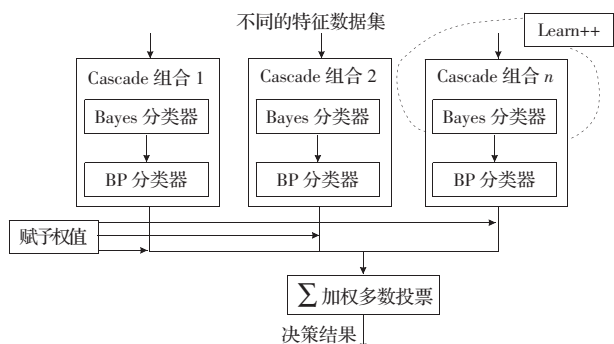 不同的特征数据集
Learn++
Cascade 组合 1
Bayes 分类器
BP 分类器
Cascade 组合 2
Bayes 分类器
BP 分类器
Cascade 组合 n
Bayes 分类器
BP 分类器
赋予权值
∑ 加权多数投票
决策结果